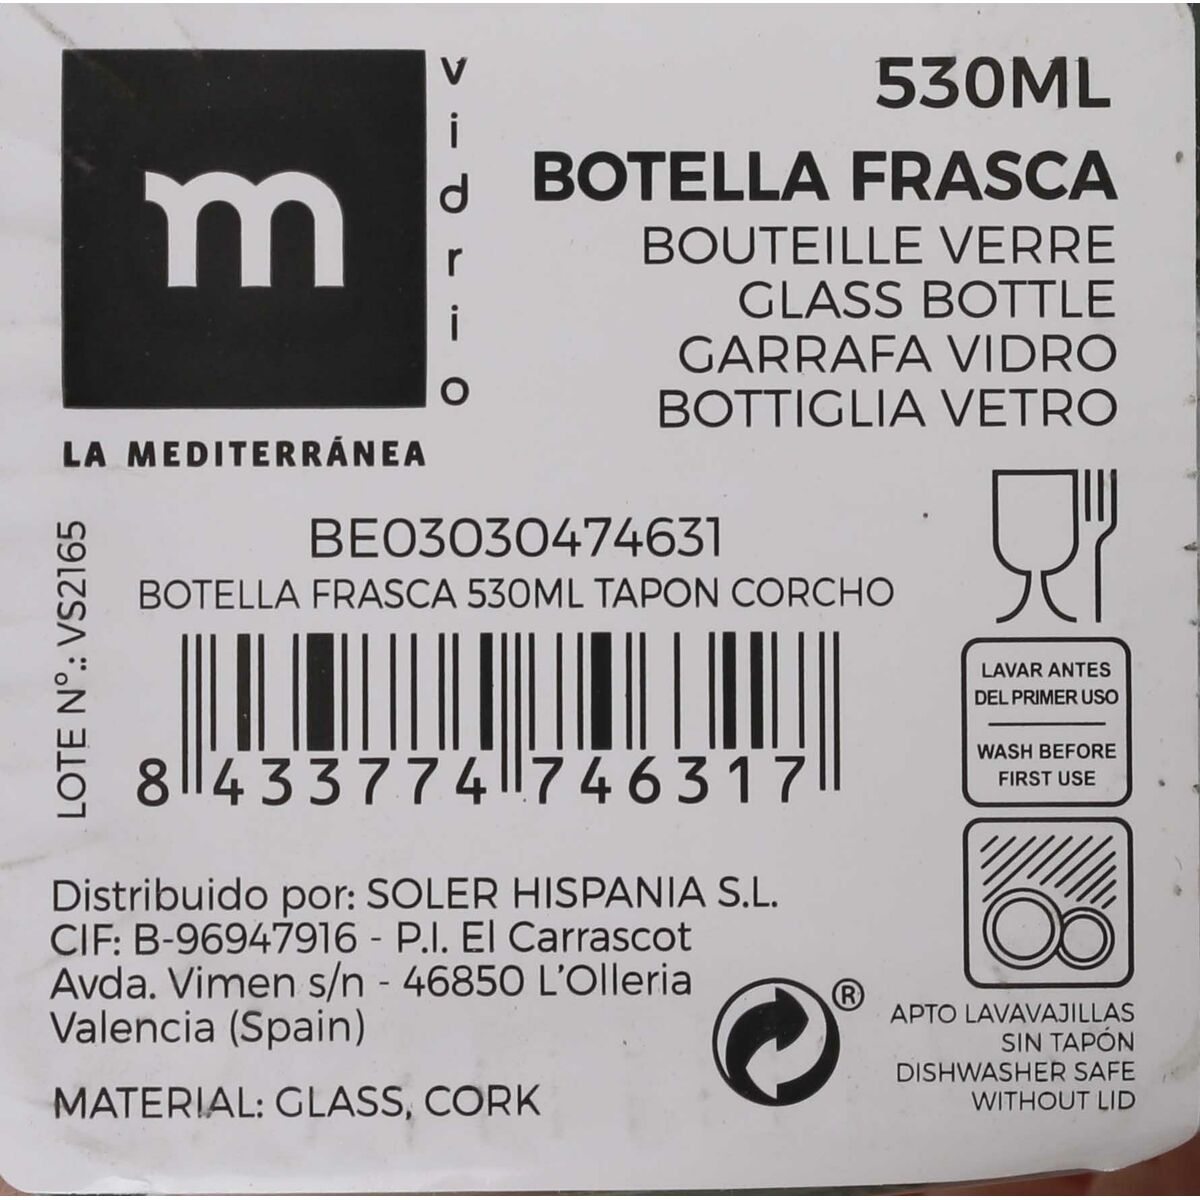 m
vidrio
LA MEDITERRÁNEA
530ML
BOTELLA FRASCA
BOUTEILLE VERRE
GLASS BOTTLE
GARRAFA VIDRO
BOTTIGLIA VETRO
LOTE N°.: VS2165
BE03030474631
BOTELLA FRASCA 530ML TAPON CORCHO
8 433774 746317
LAVAR ANTES
DEL PRIMER USO
WASH BEFORE
FIRST USE
Distribuido por: SOLER HISPANIA S.L.
CIF: B-96947916 - P.I. El Carrascot
Avda. Vimen s/n - 46850 L'Olleria
Valencia (Spain)
MATERIAL: GLASS, CORK
®
APTO LAVAVAJILLAS
SIN TAPÓN
DISHWASHER SAFE
WITHOUT LID